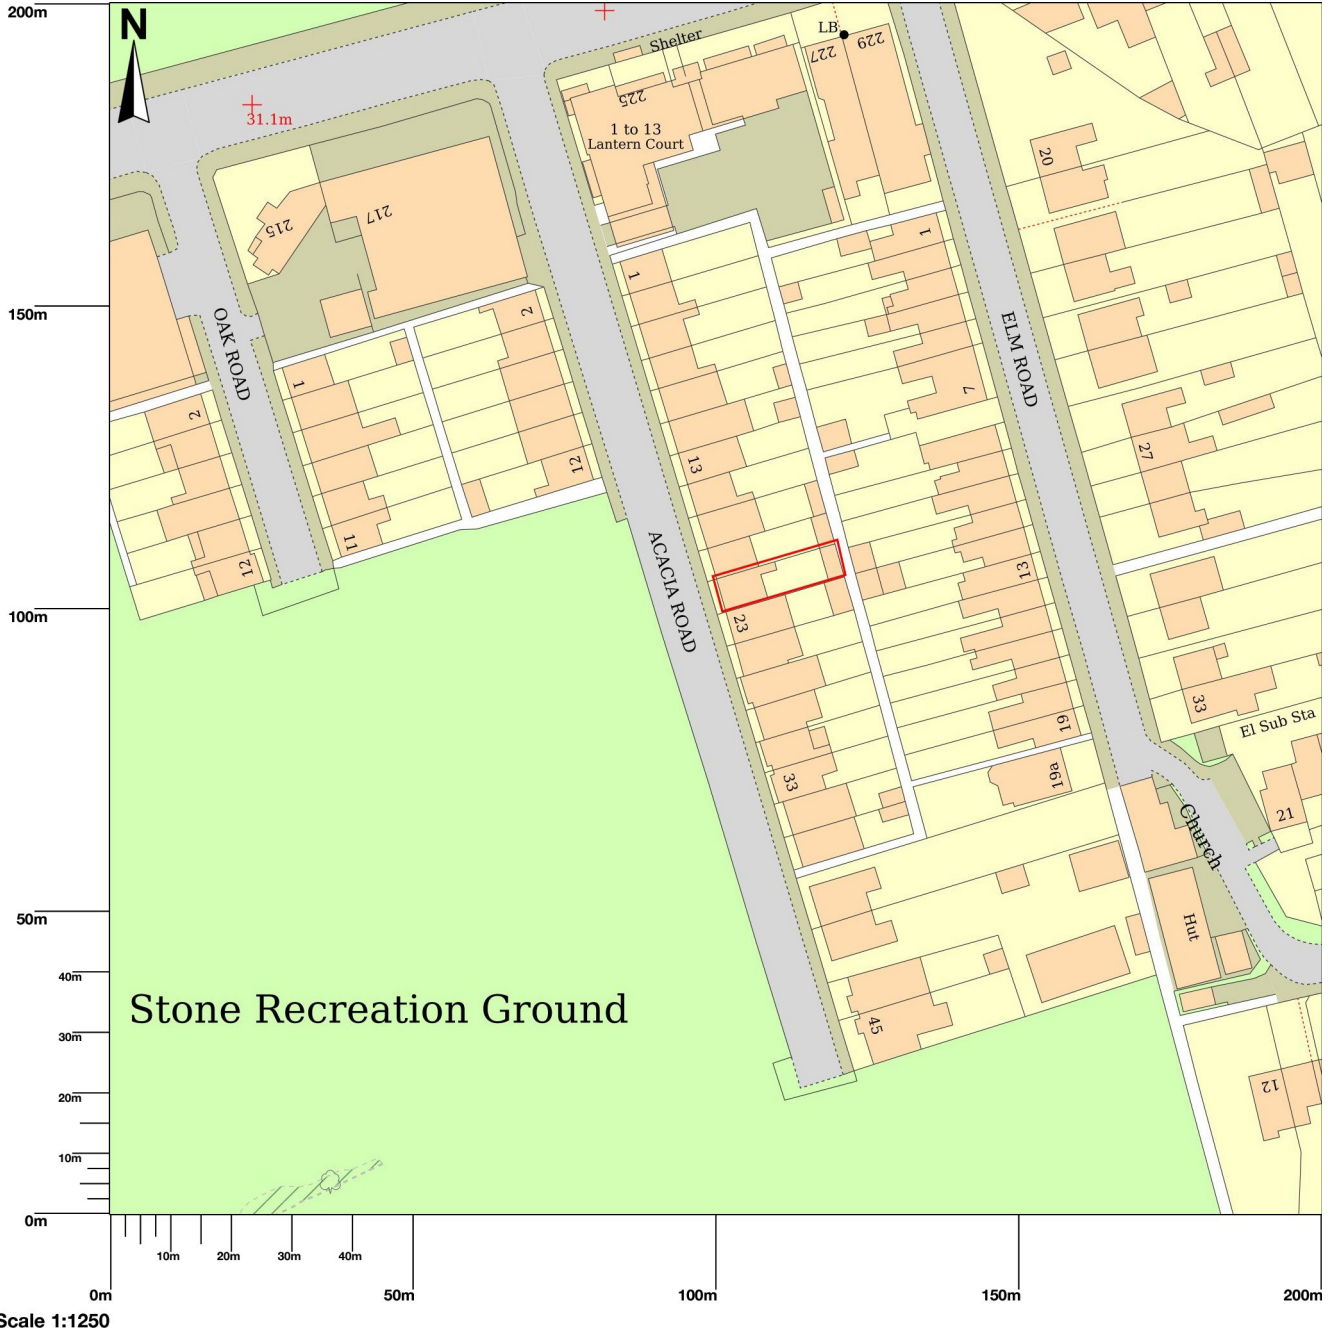 200m
N
Shelter
LB
227
229
31.1m
225
1 to 13
Lantern Court
20
215
217
1
1
150m
OAK ROAD
2
ELM ROAD
1
7
2
27
13
12
11
12
ACACIA ROAD
13
100m
23
33
19
El Sub Sta
19a
33
21
Church
50m
Hut
40m
Stone Recreation Ground
45
30m
20m
12
10m
0m
10m
20m
30m
40m
0m
50m
100m
150m
200m
Scale 1:1250